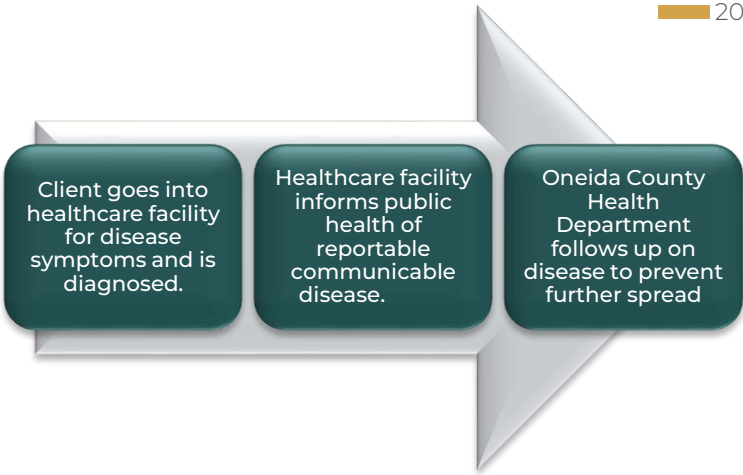 20
Client goes into
healthcare facility
for disease
symptoms and is
diagnosed.
Healthcare facility
informs public
health of
reportable
communicable
disease.
Oneida County
Health
Department
follows up on
disease to prevent
further spread